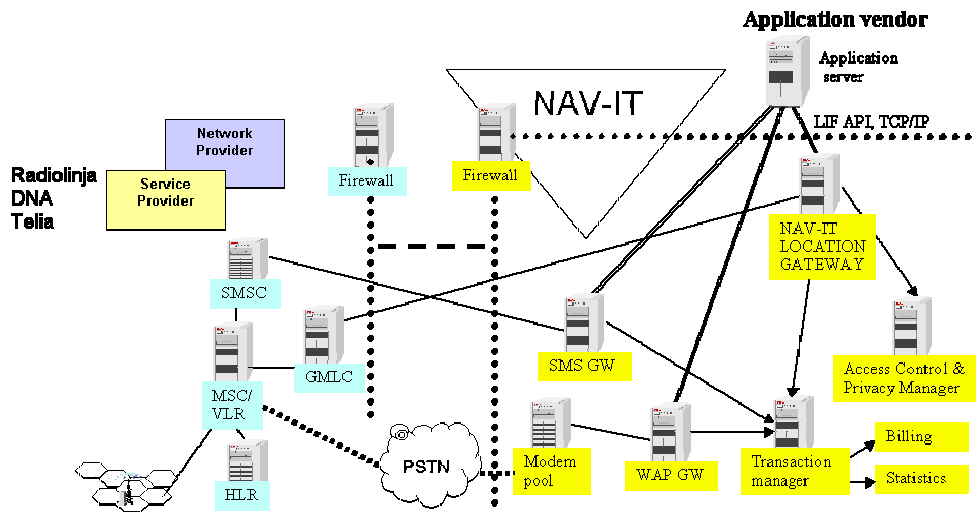 Application vendor
Application
server
NAV-IT
LIF API, TCP/IP
Network
Provider
Service
Provider
Radiolinja
DNA
Telia
Firewall
Firewall
NAV-IT
LOCATION
GATEWAY
SMSC
GMLC
SMS GW
Access Control &
Privacy Manager
MSC/
VLR
PSTN
HLR
Modem
pool
WAP GW
Transaction
manager
Billing
Statistics